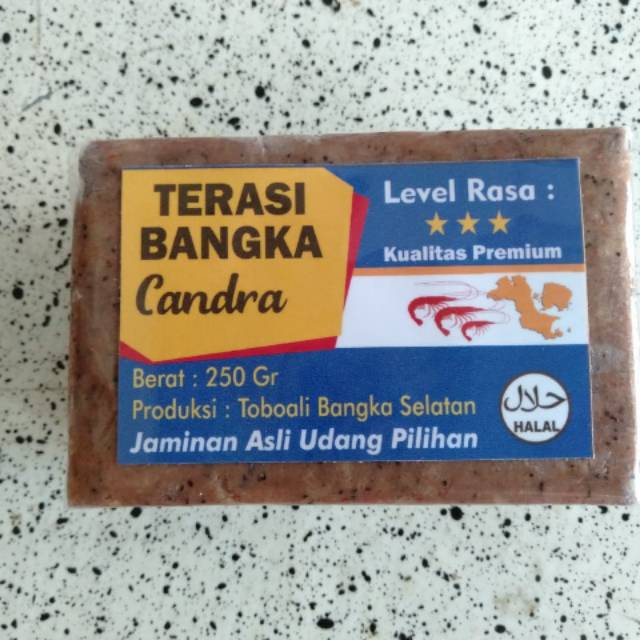 TERASI
BANGKA
Candra
Level Rasa :
Kualitas Premium
Berat : 250 Gr
Produksi : Toboali Bangka Selatan
Jaminan Asli Udang Pilihan
حلال
HALAL